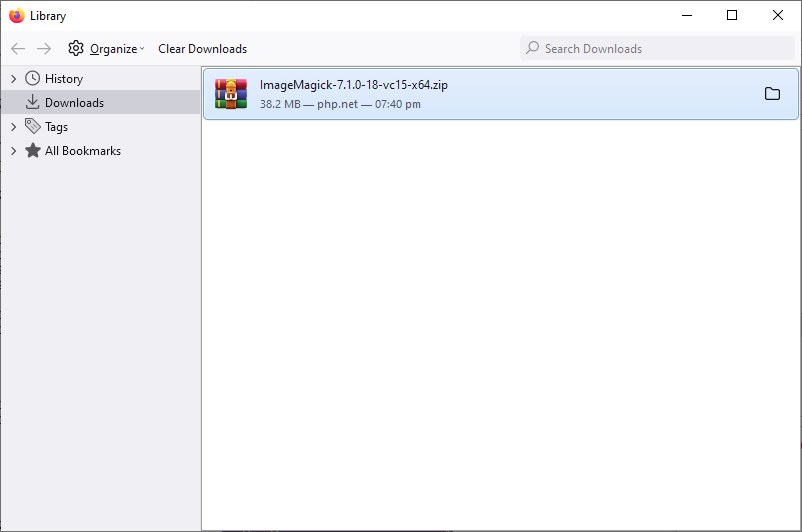 Library
Organize Clear Downloads Search Downloads
History
Downloads
Tags
All Bookmarks
ImageMagick-7.1.0-18-vc15-x64.zip
38.2 MB — php.net — 07:40 pm